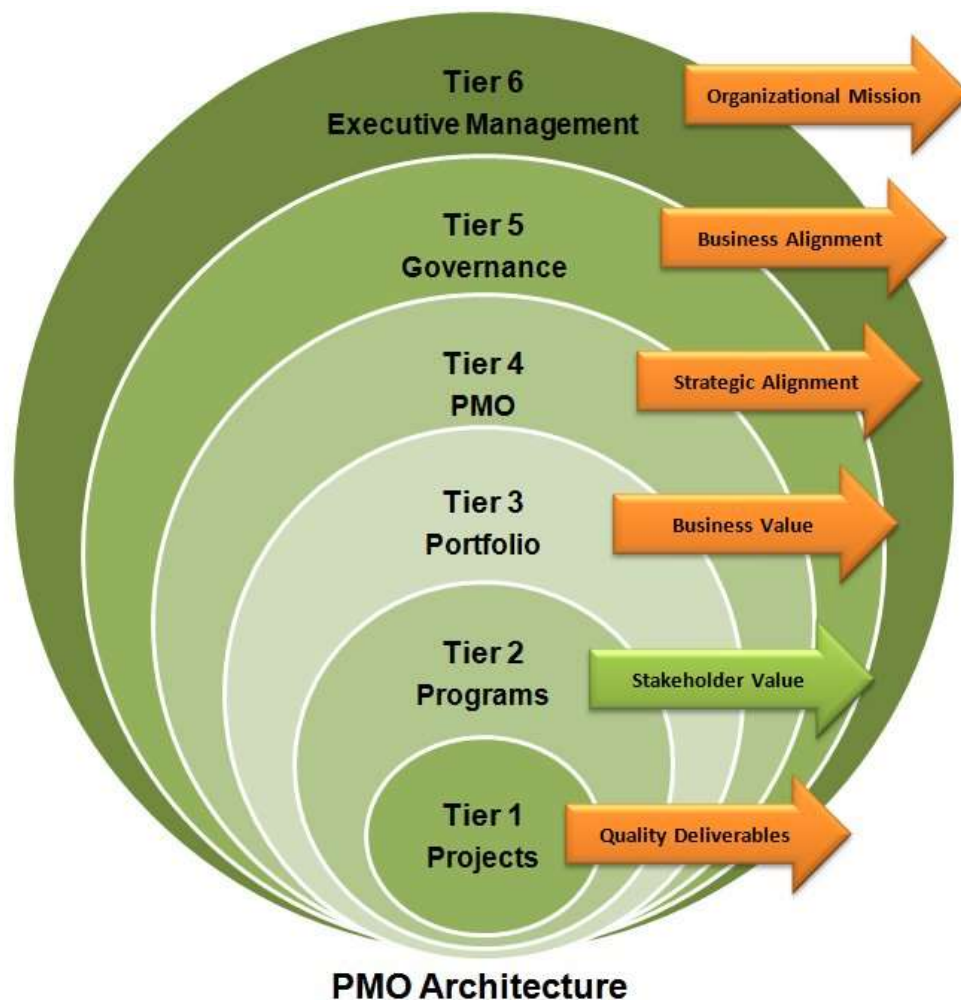 Tier 6
Executive Management
Organizational Mission
Tier 5
Governance
Business Alignment
Tier 4
PMO
Strategic Alignment
Tier 3
Portfolio
Business Value
Tier 2
Programs
Stakeholder Value
Tier 1
Projects
Quality Deliverables
PMO Architecture